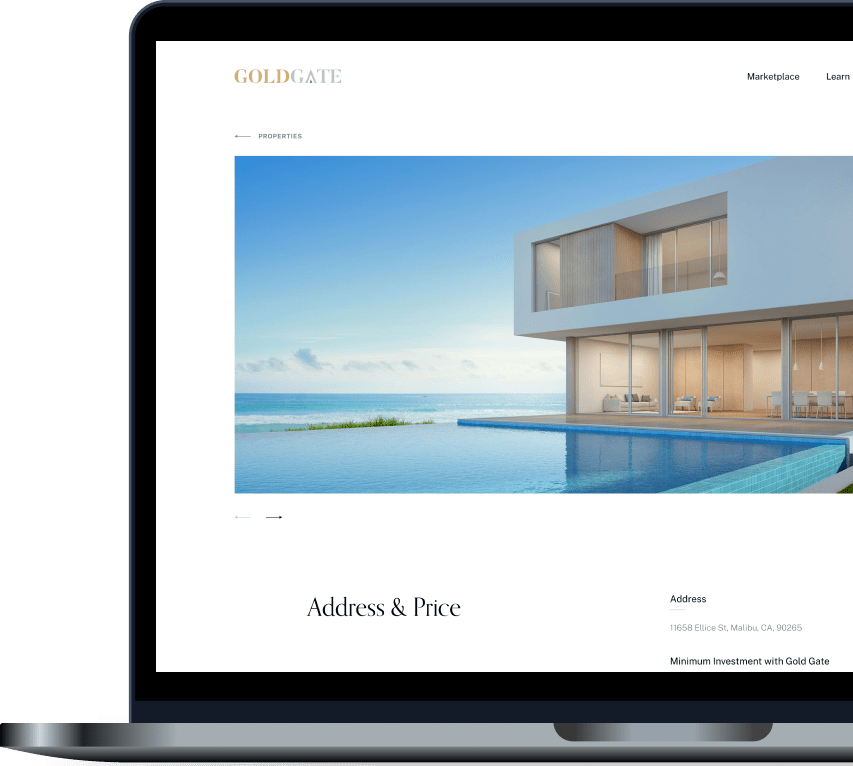 GOLDGATE
Marketplace Learn
PROPERTIES
Address & Price
Address
11658 Ellice St, Malibu, CA, 90265
Minimum Investment with Gold Gate